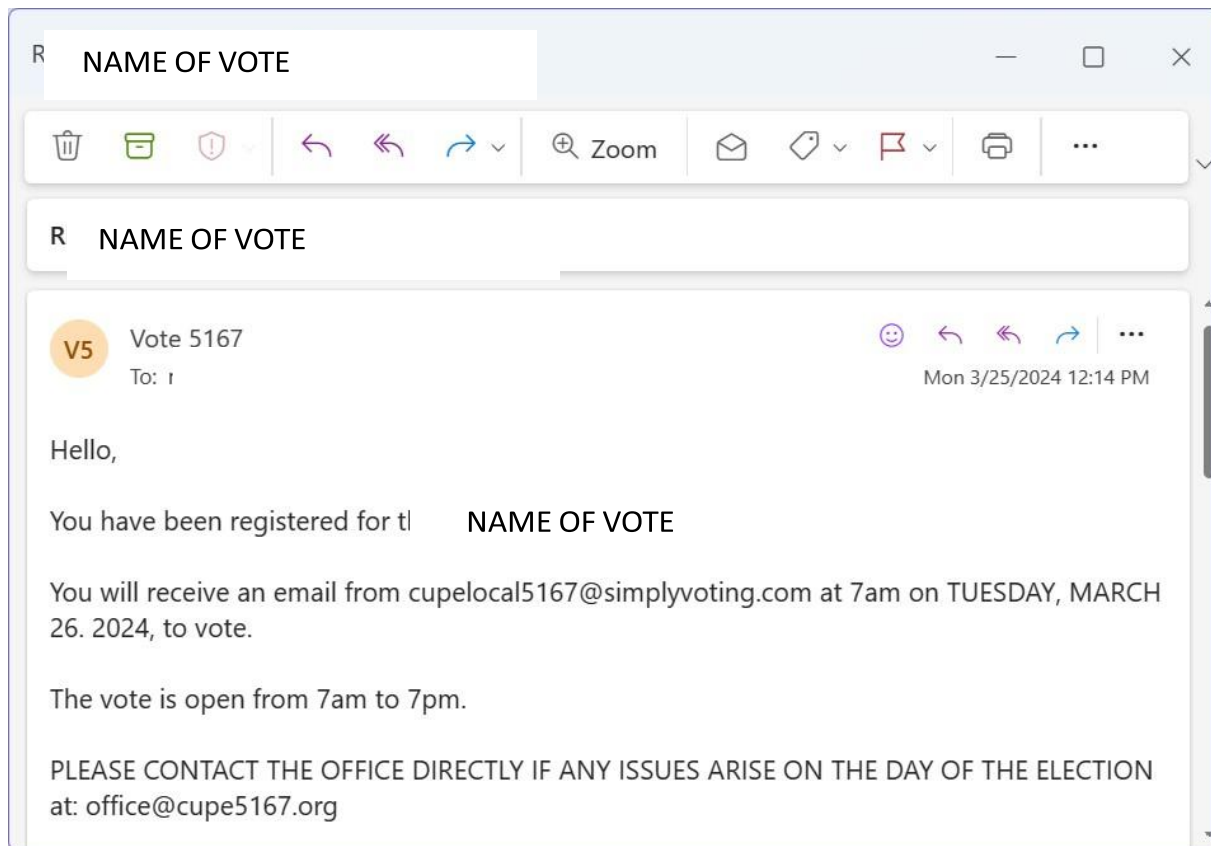 R NAME OF VOTE
Zoom
R NAME OF VOTE
V5
Vote 5167
To:
Mon 3/25/2024 12:14 PM
Hello,
You have been registered for t NAME OF VOTE
You will receive an email from cupelocal5167@simplyvoting.com at 7am on TUESDAY, MARCH
26. 2024, to vote.
The vote is open from 7am to 7pm.
PLEASE CONTACT THE OFFICE DIRECTLY IF ANY ISSUES ARISE ON THE DAY OF THE ELECTION
at: office@cupe5167.org